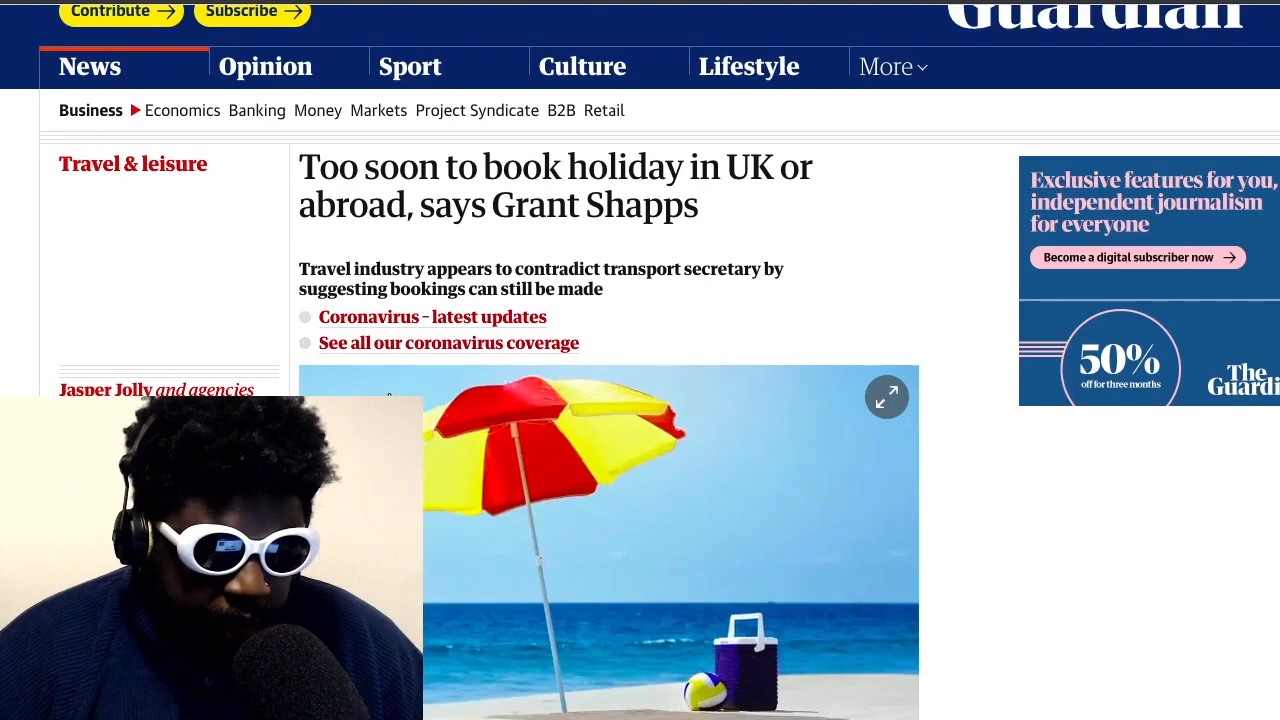 Contribute
Subscribe
Guardian
News
Opinion
Sport
Culture
Lifestyle
More
Business
Economics
Banking
Money
Markets
Project Syndicate
B2B
Retail
Travel & leisure
Too soon to book holiday in UK or
abroad, says Grant Shapps
Travel industry appears to contradict transport secretary by
suggesting bookings can still be made
Coronavirus – latest updates
See all our coronavirus coverage
Jasper Jolly and agencies
Exclusive features for you,
independent journalism
for everyone
Become a digital subscriber now
50%
off for three months
The
Guardi